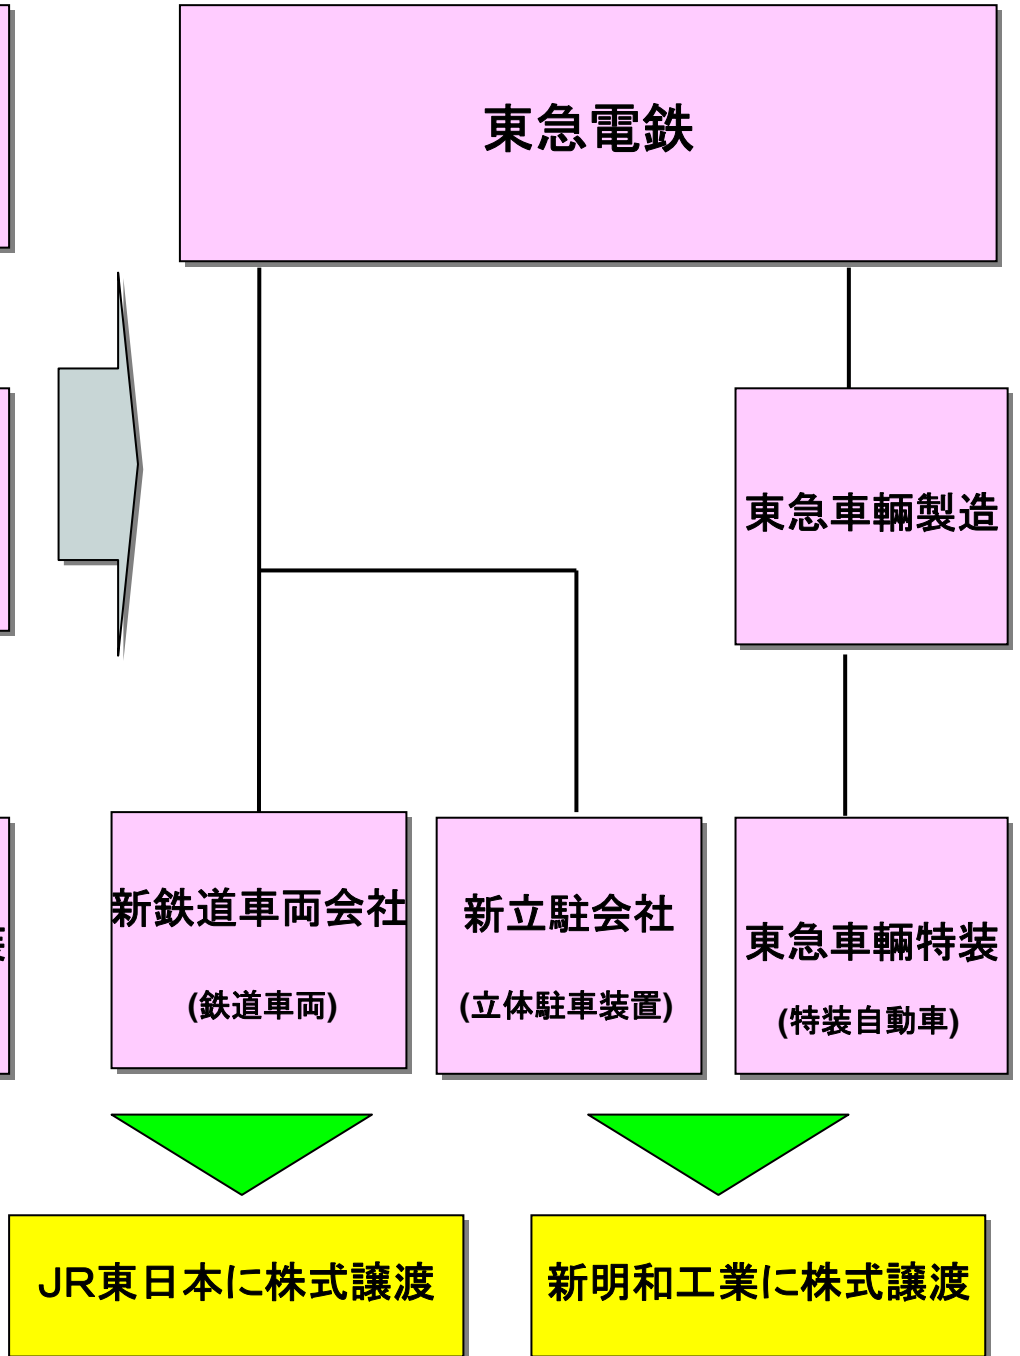 東急電鉄
東急車輛製造
新鉄道車両会社
(鉄道車両)
新立駐会社
(立体駐車装置)
東急車輛特装
(特装自動車)
JR東日本に株式譲渡
新明和工業に株式譲渡